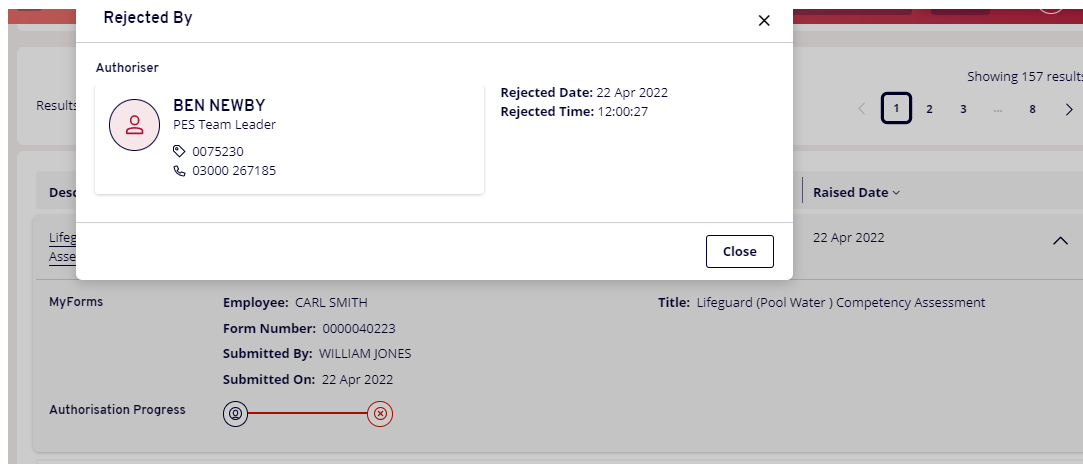 Rejected By
Authoriser
BEN NEWBY
PES Team Leader
0075230
03000 267185
Rejected Date: 22 Apr 2022
Rejected Time: 12:00:27
Close
Showing 157 results
Results
1 2 3 ... 8
Desc
Raised Date
Lifeg
Asse
22 Apr 2022
MyForms
Employee: CARL SMITH
Title: Lifeguard (Pool Water ) Competency Assessment
Form Number: 0000040223
Submitted By: WILLIAM JONES
Submitted On: 22 Apr 2022
Authorisation Progress